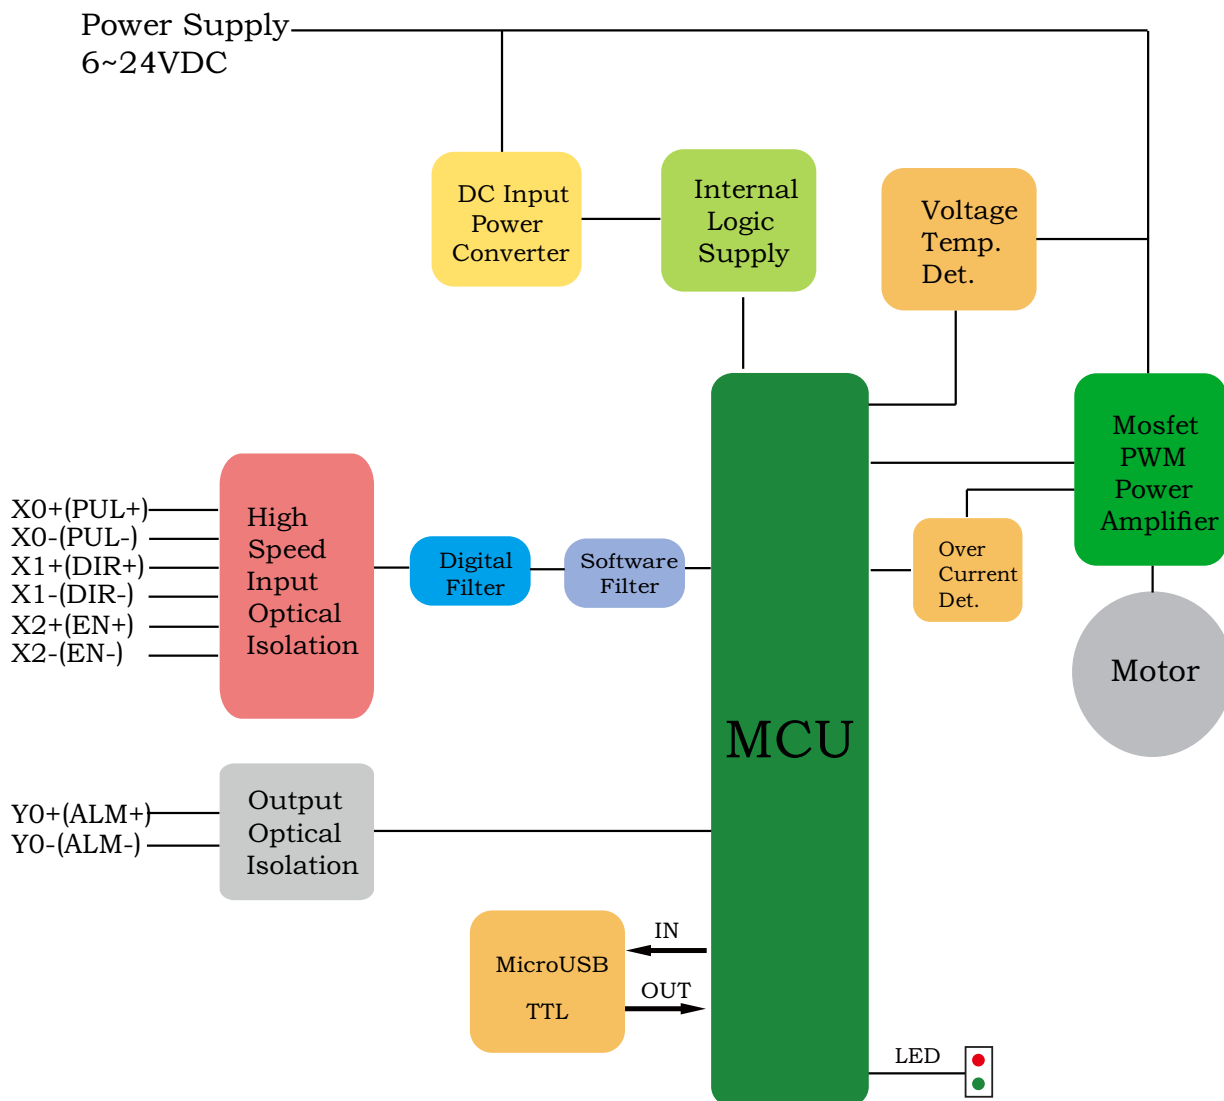 Power Supply
6~24VDC
DC Input
Power
Converter
Internal
Logic
Supply
Voltage
Temp.
Det.
Mosfet
PWM
Power
Amplifier
X0+(PUL+)
X0-(PUL-)
X1+(DIR+)
X1-(DIR-)
X2+(EN+)
X2-(EN-)
High
Speed
Input
Optical
Isolation
Digital
Filter
Software
Filter
Over
Current
Det.
Motor
MCU
Y0+(ALM+)
Y0-(ALM-)
Output
Optical
Isolation
MicroUSB
TTL
IN
OUT
LED